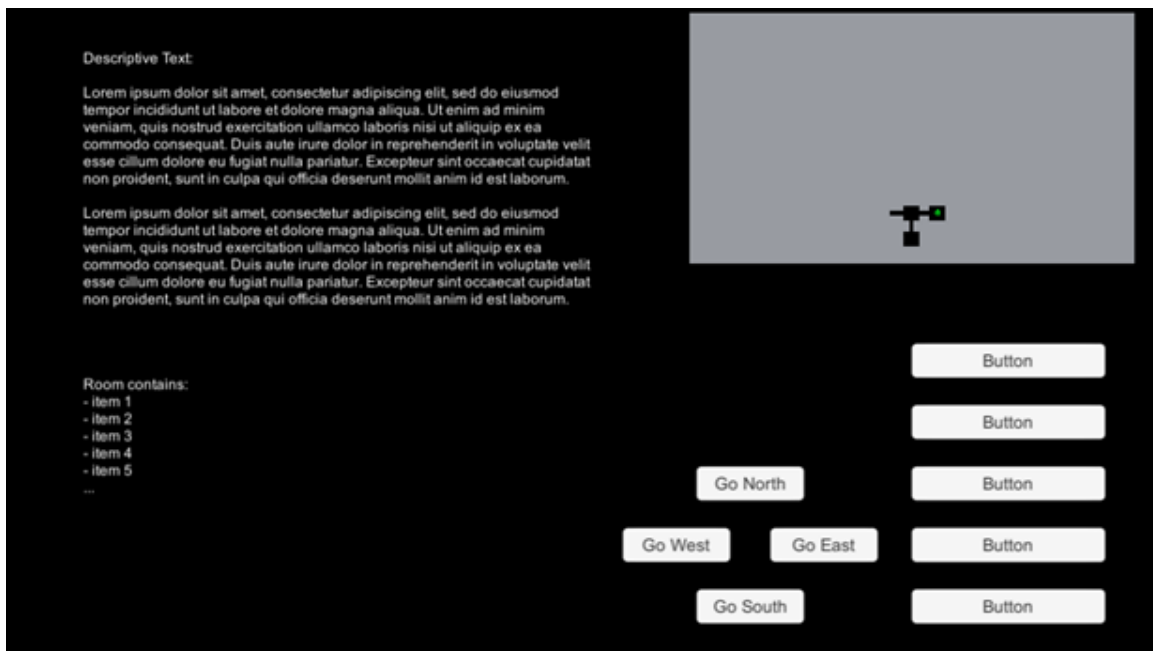 Descriptive Text:
Lorem ipsum dolor sit amet, consectetur adipiscing elit, sed do eiusmod
tempor incididunt ut labore et dolore magna aliqua. Ut enim ad minim
veniam, quis nostrud exercitation ullamco laboris nisi ut aliquip ex ea
commodo consequat. Duis aute irure dolor in reprehenderit in voluptate velit
esse cillum dolore eu fugiat nulla pariatur. Excepteur sint occaecat cupidatat
non proident, sunt in culpa qui officia deserunt mollit anim id est laborum.
Lorem ipsum dolor sit amet, consectetur adipiscing elit, sed do eiusmod
tempor incididunt ut labore et dolore magna aliqua. Ut enim ad minim
veniam, quis nostrud exercitation ullamco laboris nisi ut aliquip ex ea
commodo consequat. Duis aute irure dolor in reprehenderit in voluptate velit
esse cillum dolore eu fugiat nulla pariatur. Excepteur sint occaecat cupidatat
non proident, sunt in culpa qui officia deserunt mollit anim id est laborum.
Room contains:
- item 1
- item 2
- item 3
- item 4
- item 5
...
Button
Button
Go North
Button
Go West
Go East
Button
Go South
Button